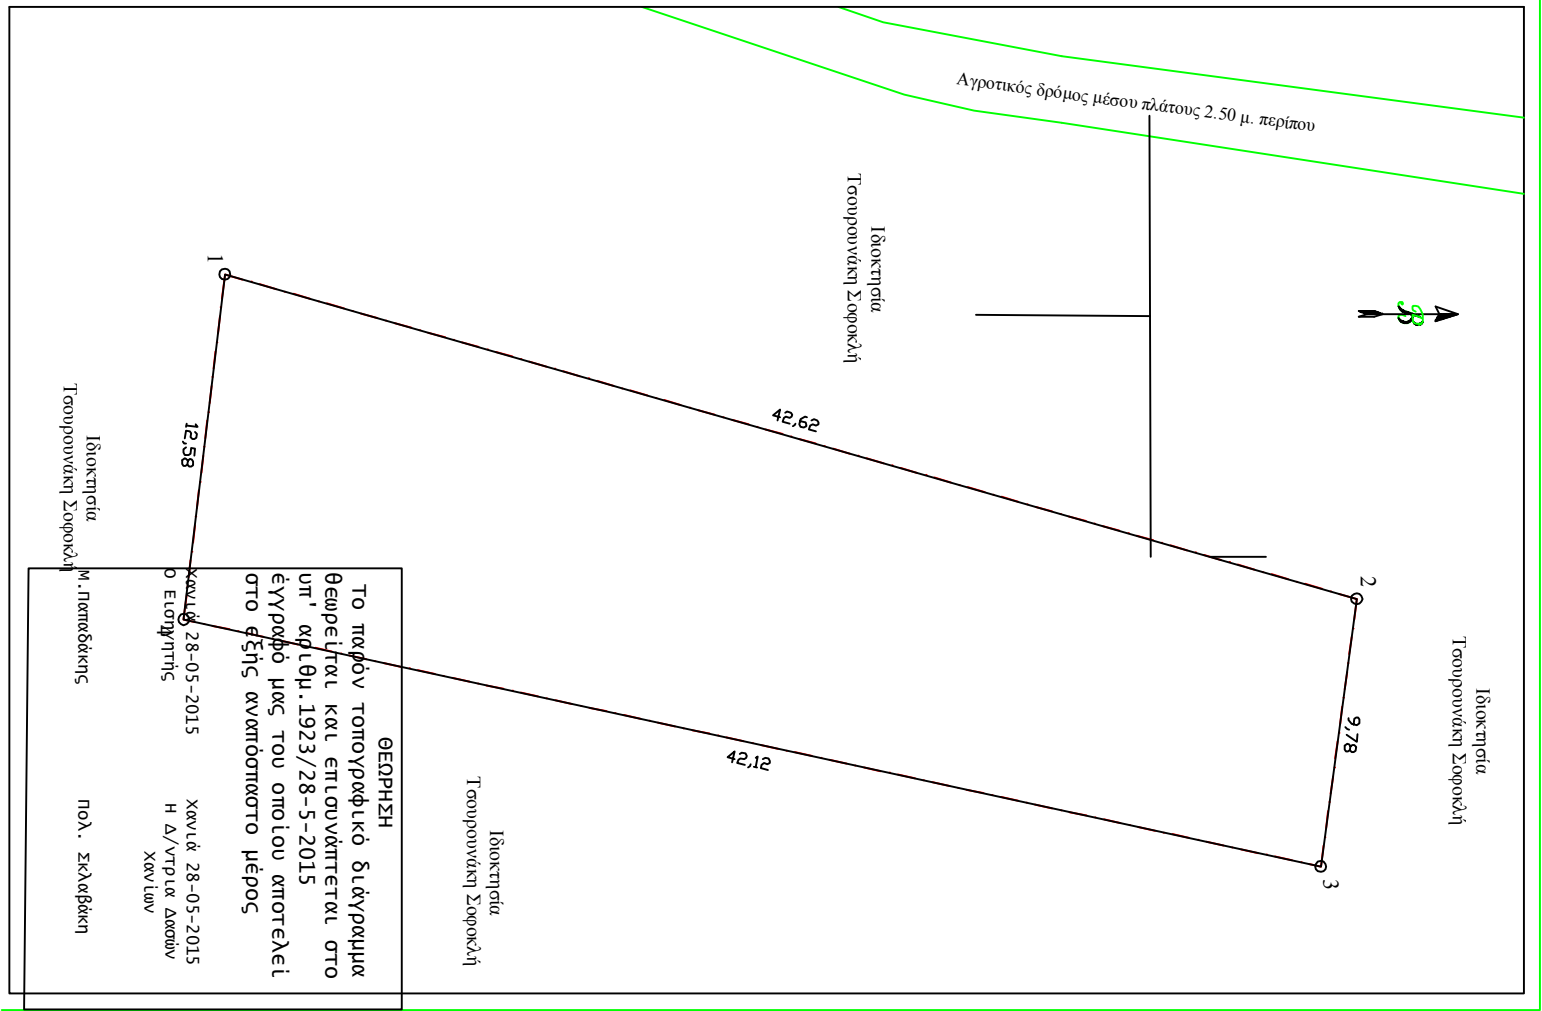 Αγροτικός δρόμος μέσου πλάτους 2.50 μ. περίπου
Ιδιοκτησία
Τσουρουνάκη Σοφοκλή
1
42,62
2
12,58
9,78
Ιδιοκτησία
Τσουρουνάκη Σοφοκλή
Ιδιοκτησία
Τσουρουνάκη Σοφοκλή
42,12
3
4
Ιδιοκτησία
Τσουρουνάκη Σοφοκλή
ΘΕΩΡΗΣΗ
Το παρόν τοπογραφικό διάγραμμα
θεωρείται και επισυνάπτεται στο
υπ' αριθμ.1923/28-5-2015
έγγραφό μας του οποίου αποτελεί
στο εξής αναπόσπαστο μέρος
Χανιά 28-05-2015
Ο Εισηγητής
Μ.Παπαδάκης
Χανιά 28-05-2015
Η Δ/ντρια Δασών
Χανίων
Πολ. Σκλαβάκη